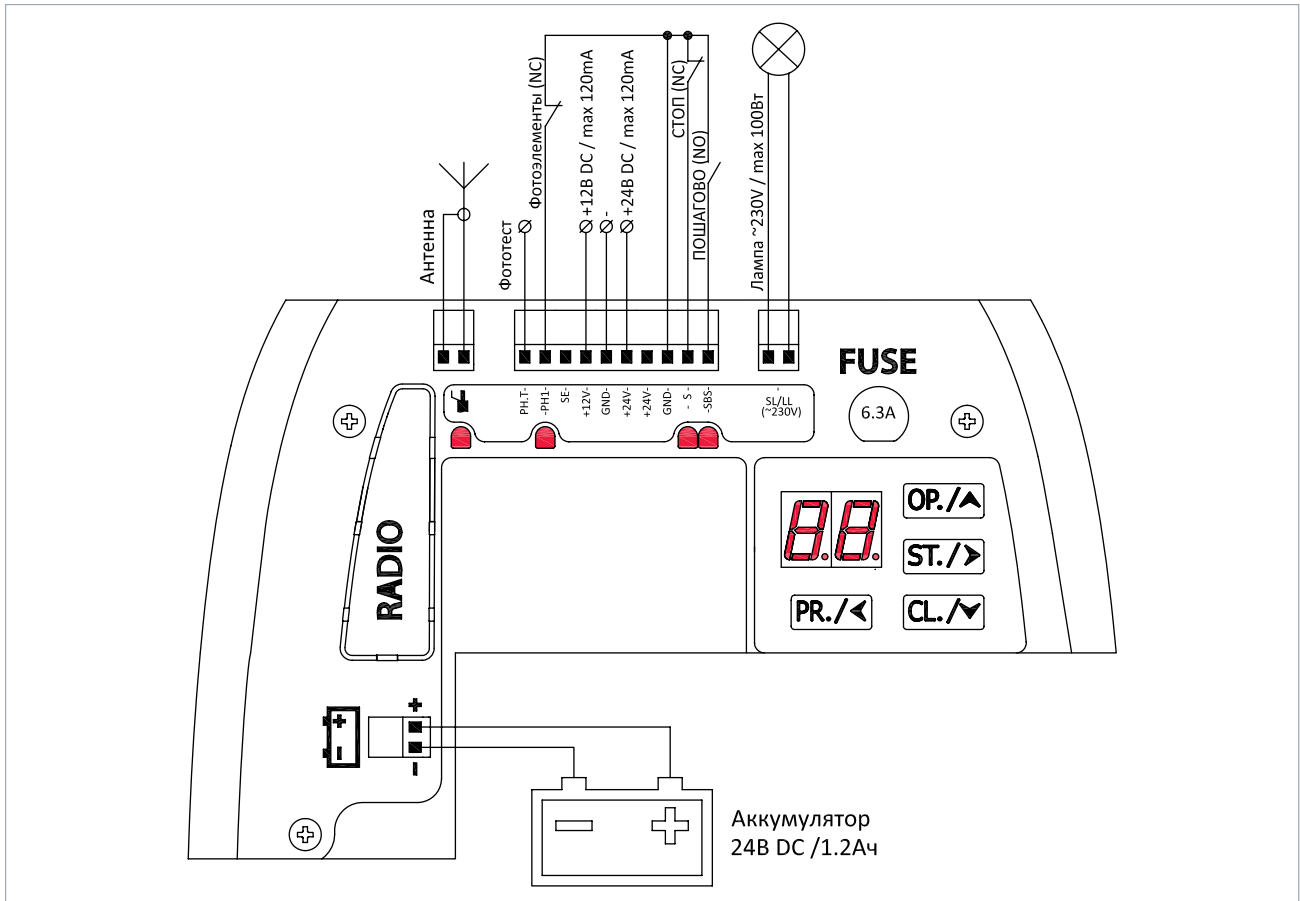 Антенна
Фототест
Фотоэлементы (NC)
+12В DC / max 120mA
-
+24В DC / max 120mA
СТОП (NC)
ПОШАГОВО (NO)
Лампа ~230V / max 100Вт
PH.T-
-PH1-
SE-
+12V-
GND-
+24V-
+24V-
GND-
- S -
-SBS-
-
SL/LL
(~230V)
FUSE
6.3A
RADIO
88.
OP./
ST./
PR./
CL./
+
-
+
-
- +
Аккумулятор
24В DC /1.2Ач